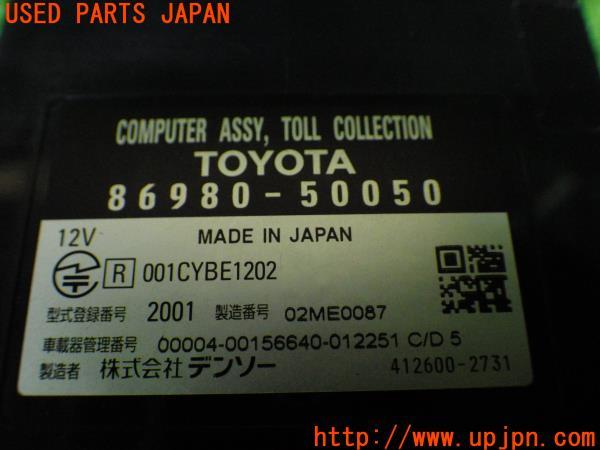 USED PARTS JAPAN
COMPUTER ASSY, TOLL COLLECTION
TOYOTA
86980-50050
12V
MADE IN JAPAN
R 001CYBE1202
型式登録番号 2001 製造番号 02ME0087
車載器管理番号 00004-00156640-012251 C/D 5
製造者 株式会社デンソー 412600-2731
http://www.upjpn.com/